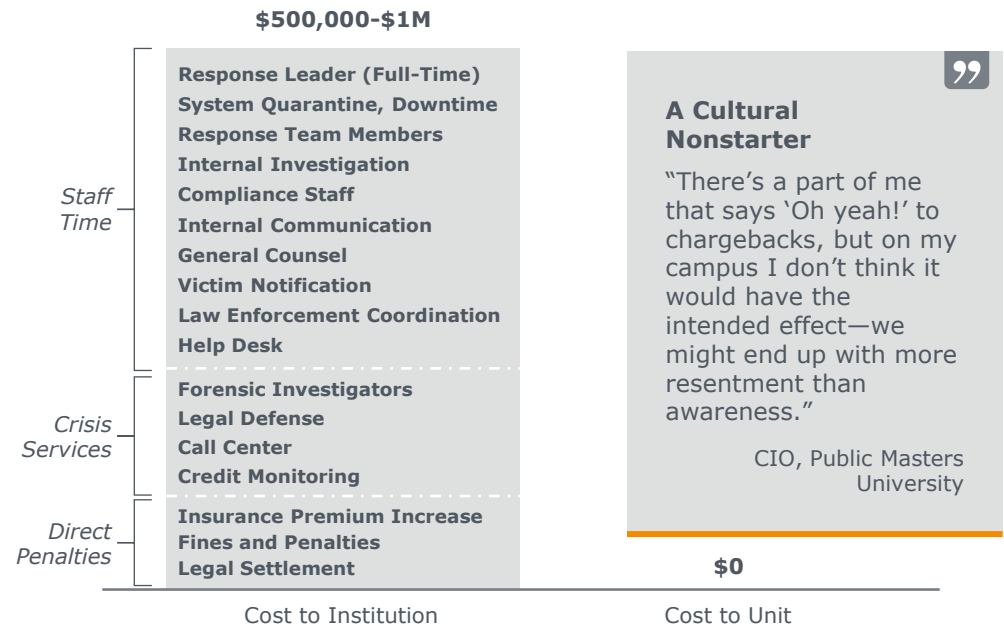 $500,000-$1M
Staff
Time
Response Leader (Full-Time)
System Quarantine, Downtime
Response Team Members
Internal Investigation
Compliance Staff
Internal Communication
General Counsel
Victim Notification
Law Enforcement Coordination
Help Desk
Crisis
Services
Forensic Investigators
Legal Defense
Call Center
Credit Monitoring
Direct
Penalties
Insurance Premium Increase
Fines and Penalties
Legal Settlement
Cost to Institution
”
A Cultural
Nonstarter
“There’s a part of me
that says ‘Oh yeah!’ to
chargebacks, but on my
campus I don’t think it
would have the
intended effect—we
might end up with more
resentment than
awareness.”
CIO, Public Masters
University
$0
Cost to Unit